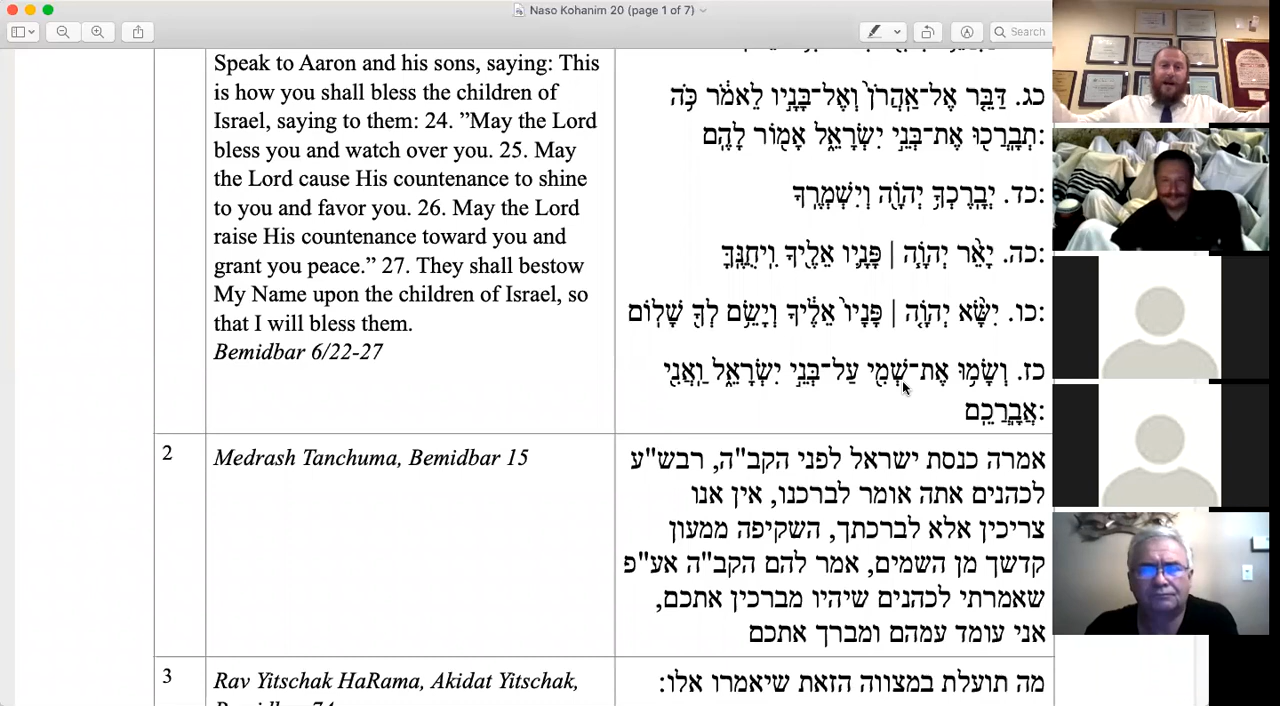 Naso Kohanim 20 (page 1 of 7)
Search
Speak to Aaron and his sons, saying: This
is how you shall bless the children of
Israel, saying to them: 24. ”May the Lord
bless you and watch over you. 25. May
the Lord cause His countenance to shine
to you and favor you. 26. May the Lord
raise His countenance toward you and
grant you peace.” 27. They shall bestow
My Name upon the children of Israel, so
that I will bless them.
Bemidbar 6/22-27
כג. דַּבֵּ֤ר אֶל־אַֽהֲרֹן֙ וְאֶל־בָּנָ֣יו לֵאמֹ֔ר כֹּ֥ה
תְבָֽרְכ֖וּ אֶת־בְּנֵ֣י יִשְׂרָאֵ֑ל אָמ֖וֹר לָהֶֽם:
כד. יְבָֽרֶכְךָ֥ יְהֹוָ֖ה וְיִשְׁמְרֶֽךָ:
כה. יָאֵ֨ר יְהֹוָ֧ה | פָּנָ֛יו אֵלֶ֖יךָ וִֽיחֻנֶּֽךָּ:
כו. יִשָּׂ֨א יְהֹוָ֤ה | פָּנָיו֙ אֵלֶ֔יךָ וְיָשֵׂ֥ם לְךָ֖ שָׁלֽוֹם:
כז. וְשָׂמ֥וּ אֶת־שְׁמִ֖י עַל־בְּנֵ֣י יִשְׂרָאֵ֑ל וַֽאֲנִ֖י
אֲבָֽרֲכֵֽם:
2
Medrash Tanchuma, Bemidbar 15
אמרה כנסת ישראל לפני הקב"ה, רבש"ע
לכהנים אתה אומר לברכנו, אין אנו
צריכין אלא לברכתך, השקיפה ממעון
קדשך מן השמים, אמר להם הקב"ה אע"פ
שאמרתי לכהנים שיהיו מברכין אתכם,
אני עומד עמהם ומברך אתכם
3
Rav Yitschak HaRama, Akidat Yitschak,
מה תועלת במצווה הזאת שיאמרו אלו: